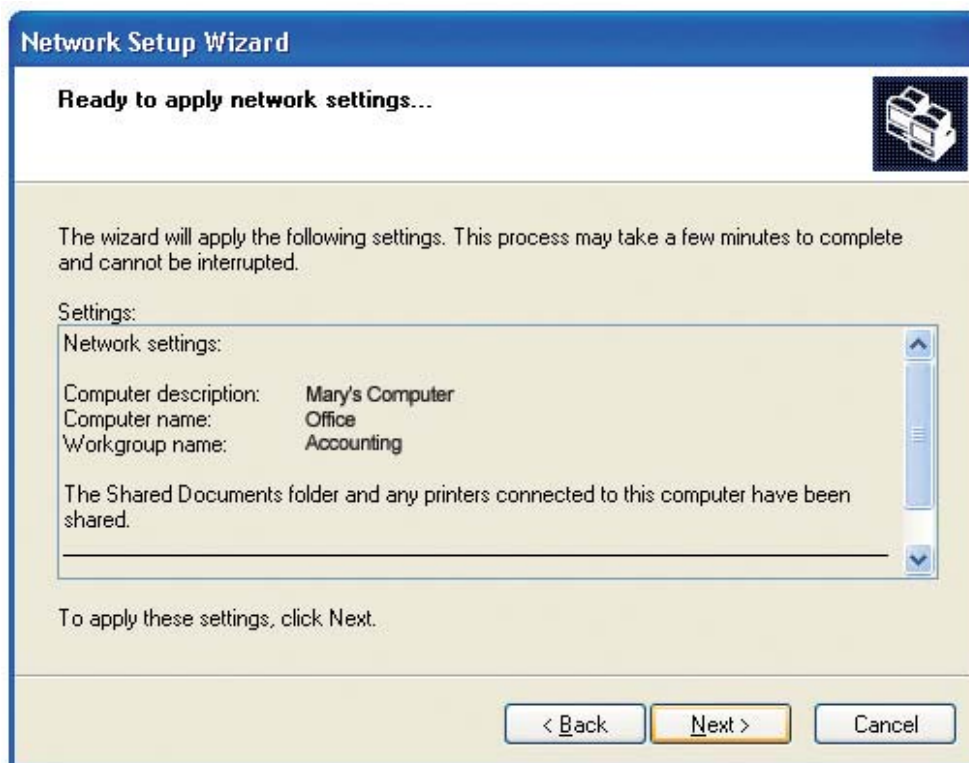 Network Setup Wizard
Ready to apply network settings...
The wizard will apply the following settings. This process may take a few minutes to complete
and cannot be interrupted.
Settings:
Network settings:
Computer description: Mary's Computer
Computer name: Office
Workgroup name: Accounting
The Shared Documents folder and any printers connected to this computer have been
shared.
To apply these settings, click Next.
< Back Next > Cancel